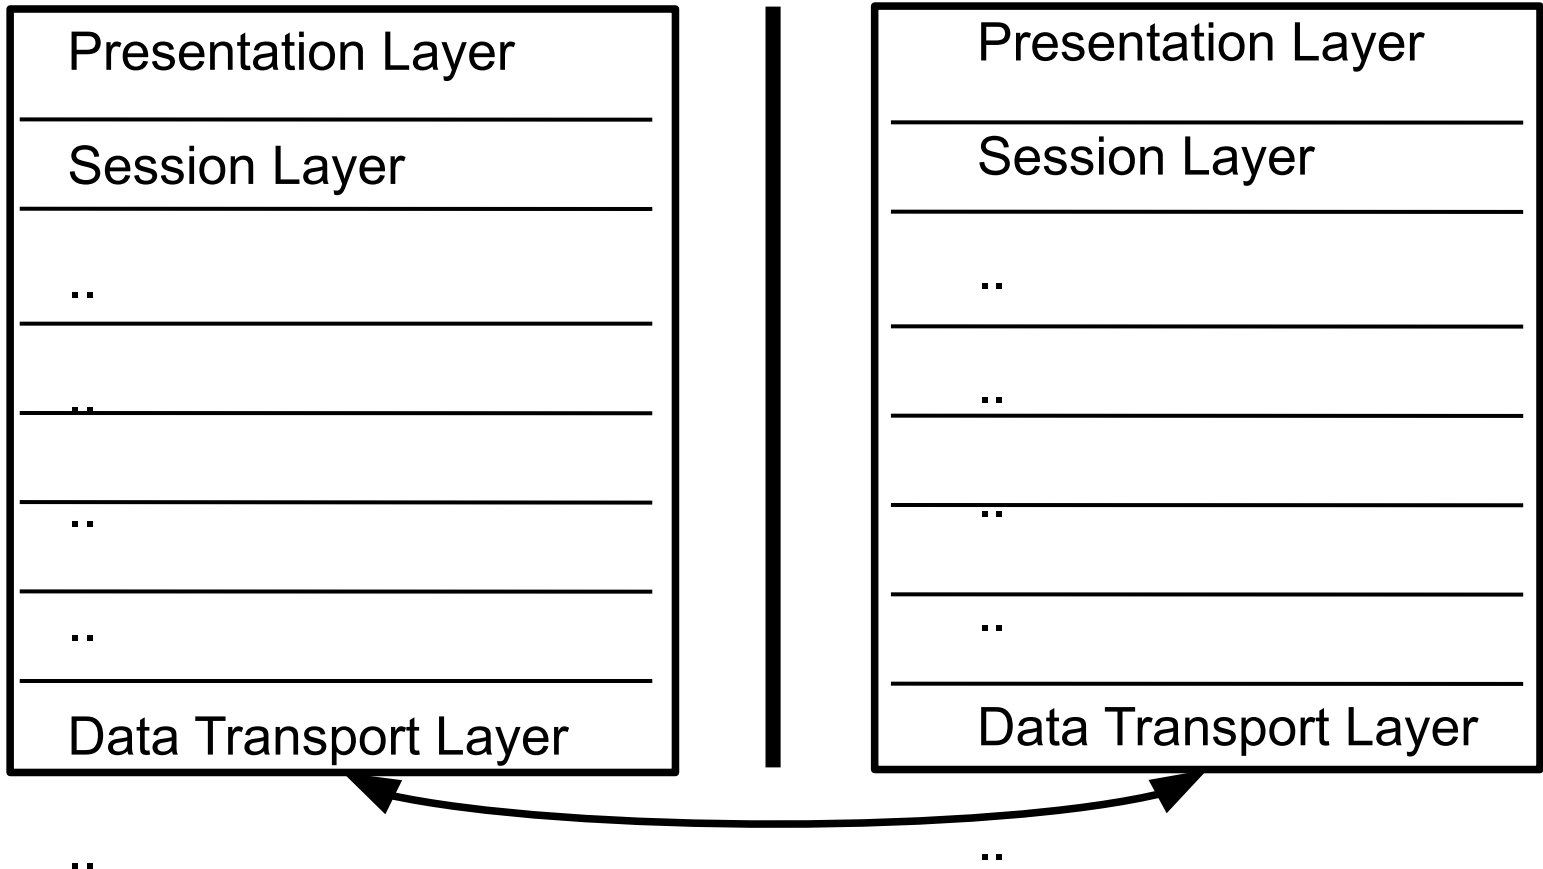 Presentation Layer
Session Layer
..
..
..
..
Data Transport Layer
..
Presentation Layer
Session Layer
..
..
..
..
Data Transport Layer
..